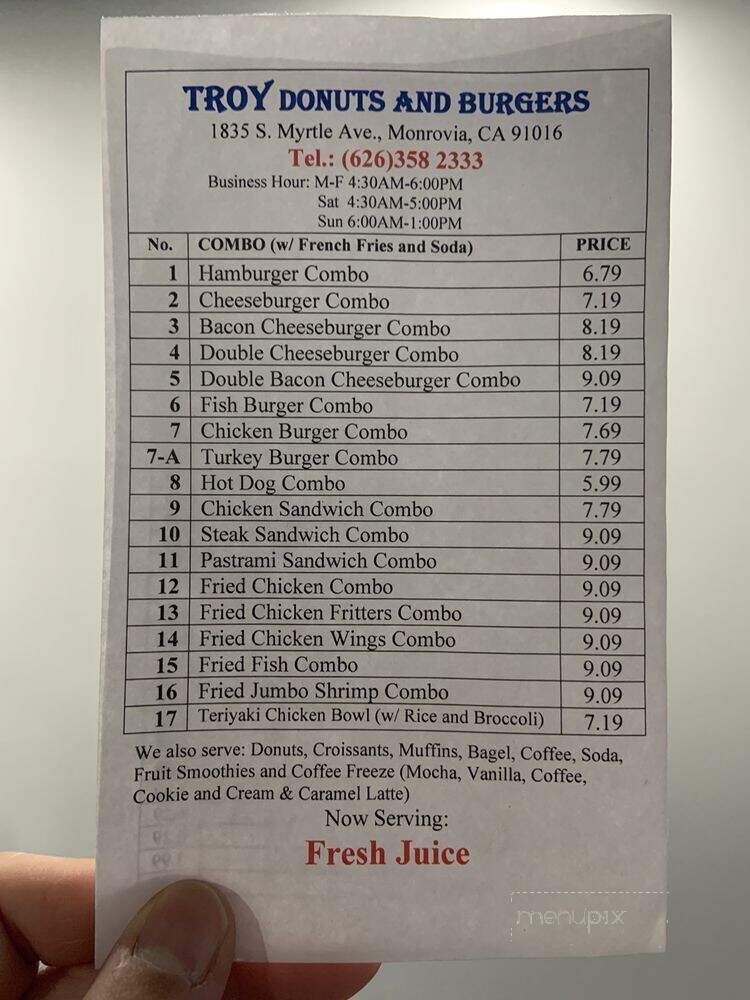 TROY DONUTS AND BURGERS
1835 S. Myrtle Ave., Monrovia, CA 91016
Tel.: (626)358 2333
Business Hour: M-F 4:30AM-6:00PM
Sat 4:30AM-5:00PM
Sun 6:00AM-1:00PM
No. COMBO (w/ French Fries and Soda) PRICE
1 Hamburger Combo 6.79
2 Cheeseburger Combo 7.19
3 Bacon Cheeseburger Combo 8.19
4 Double Cheeseburger Combo 8.19
5 Double Bacon Cheeseburger Combo 9.09
6 Fish Burger Combo 7.19
7 Chicken Burger Combo 7.69
7-A Turkey Burger Combo 7.79
8 Hot Dog Combo 5.99
9 Chicken Sandwich Combo 7.79
10 Steak Sandwich Combo 9.09
11 Pastrami Sandwich Combo 9.09
12 Fried Chicken Combo 9.09
13 Fried Chicken Fritters Combo 9.09
14 Fried Chicken Wings Combo 9.09
15 Fried Fish Combo 9.09
16 Fried Jumbo Shrimp Combo 9.09
17 Teriyaki Chicken Bowl (w/ Rice and Broccoli) 7.19
We also serve: Donuts, Croissants, Muffins, Bagel, Coffee, Soda,
Fruit Smoothies and Coffee Freeze (Mocha, Vanilla, Coffee,
Cookie and Cream & Caramel Latte)
Now Serving:
Fresh Juice
menupix